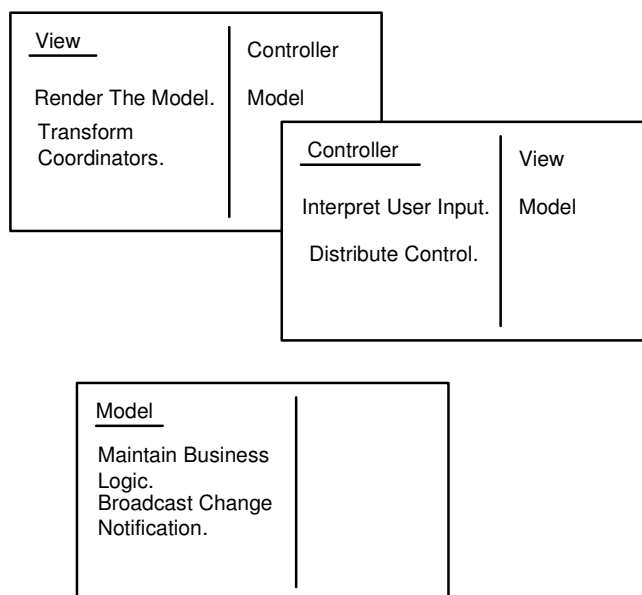 View
Render The Model.
Transform
Coordinators.
Controller
Model
Controller
Interpret User Input.
Distribute Control.
View
Model
Model
Maintain Business
Logic.
Broadcast Change
Notification.